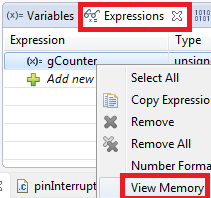 (x)= Variables Expressions
Expression Type
(x)= gCounter unsign
Add new
Select All
Copy Expressio
Remove
Remove All
Number Forma
pinInterrupt View Memory